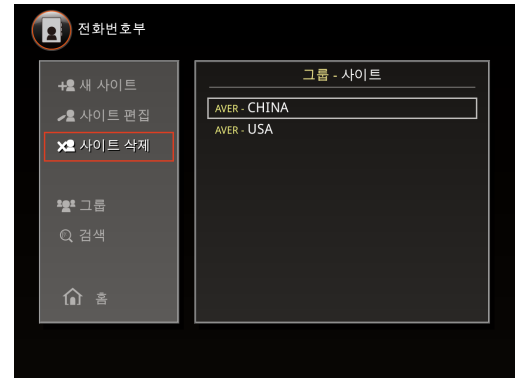 전화번호부
새 사이트
사이트 편집
사이트 삭제
그룹
검색
홈
그룹 - 사이트
AVER - CHINA
AVER - USA